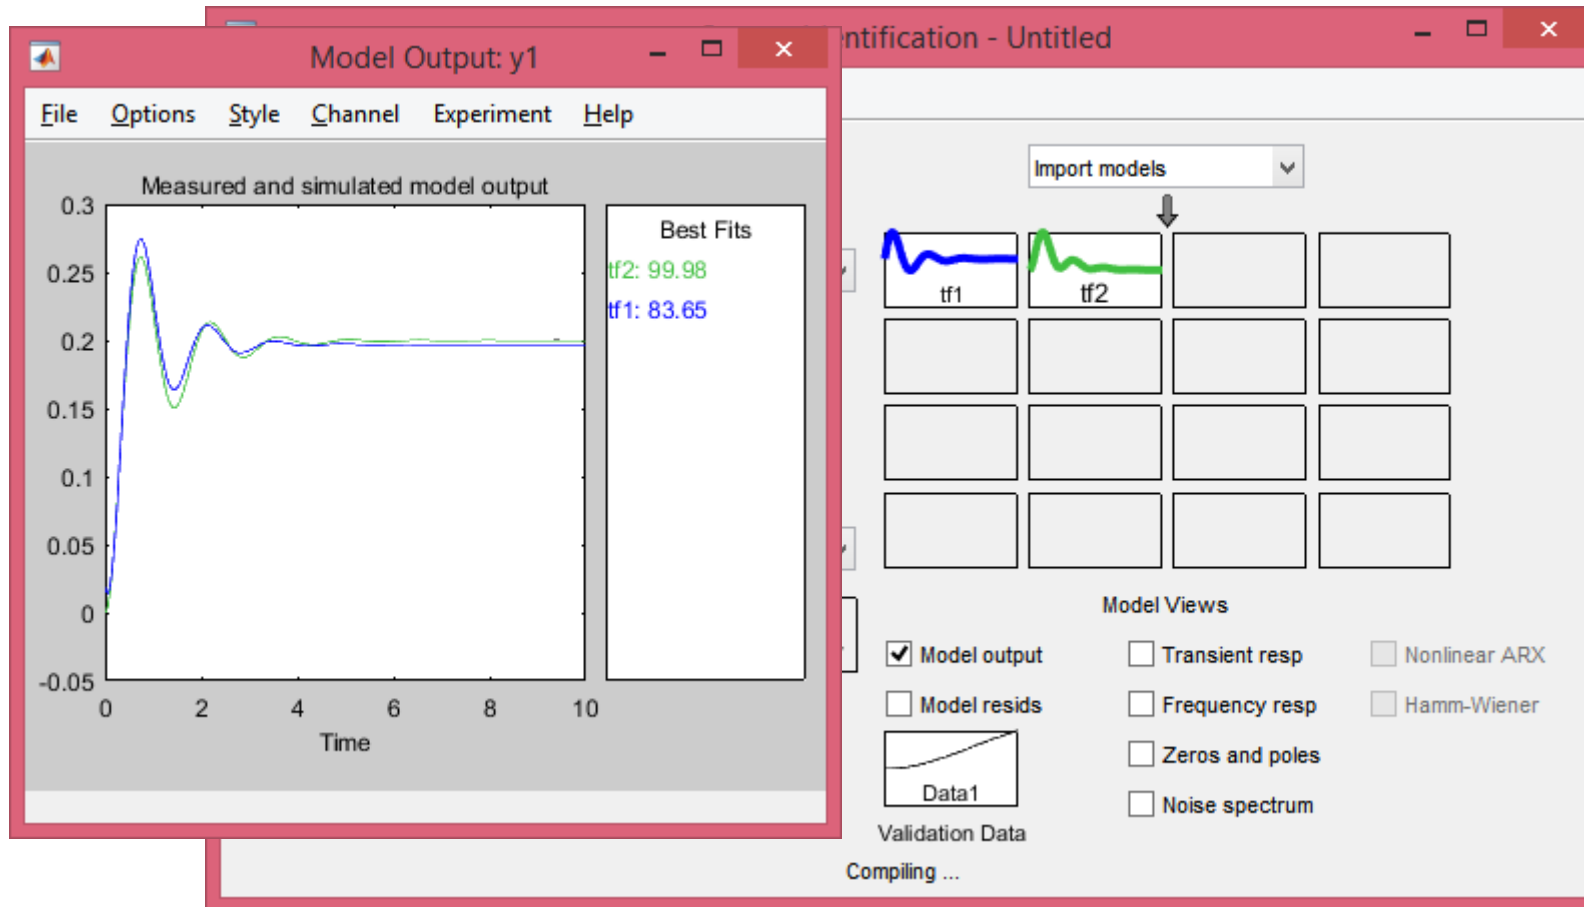 Model Output: y1
File Options Style Channel Experiment Help
Measured and simulated model output
0.3
0.25
0.2
0.15
0.1
0.05
0
-0.05
0 2 4 6 8 10
Time
Best Fits
tf2: 99.98
tf1: 83.65
- Untitled
Import models
tf1 tf2
Model Views
Model output Transient resp Nonlinear ARX
Model resids Frequency resp Hamm-Wiener
Zeros and poles
Noise spectrum
Data1
Validation Data
Compiling ...